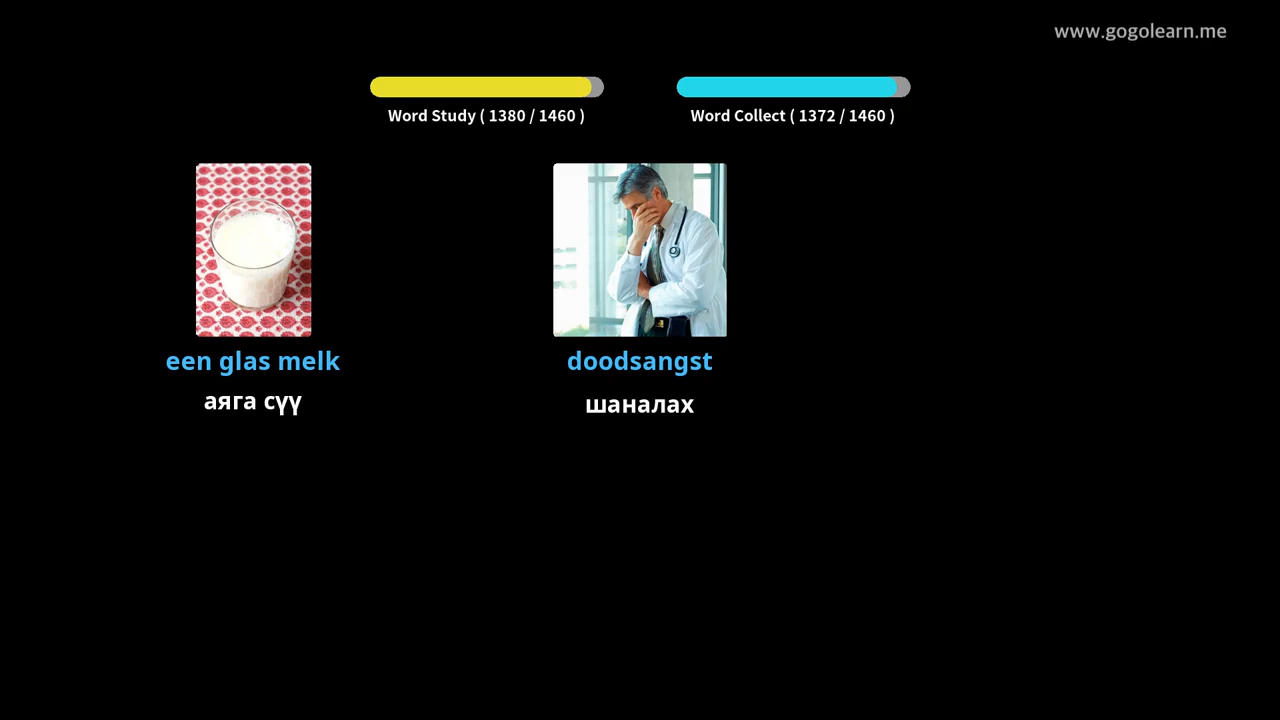 www.gogolearn.me
Word Study ( 1380 / 1460 )
Word Collect ( 1372 / 1460 )
een glas melk
аяга сүү
doodsangst
шаналах